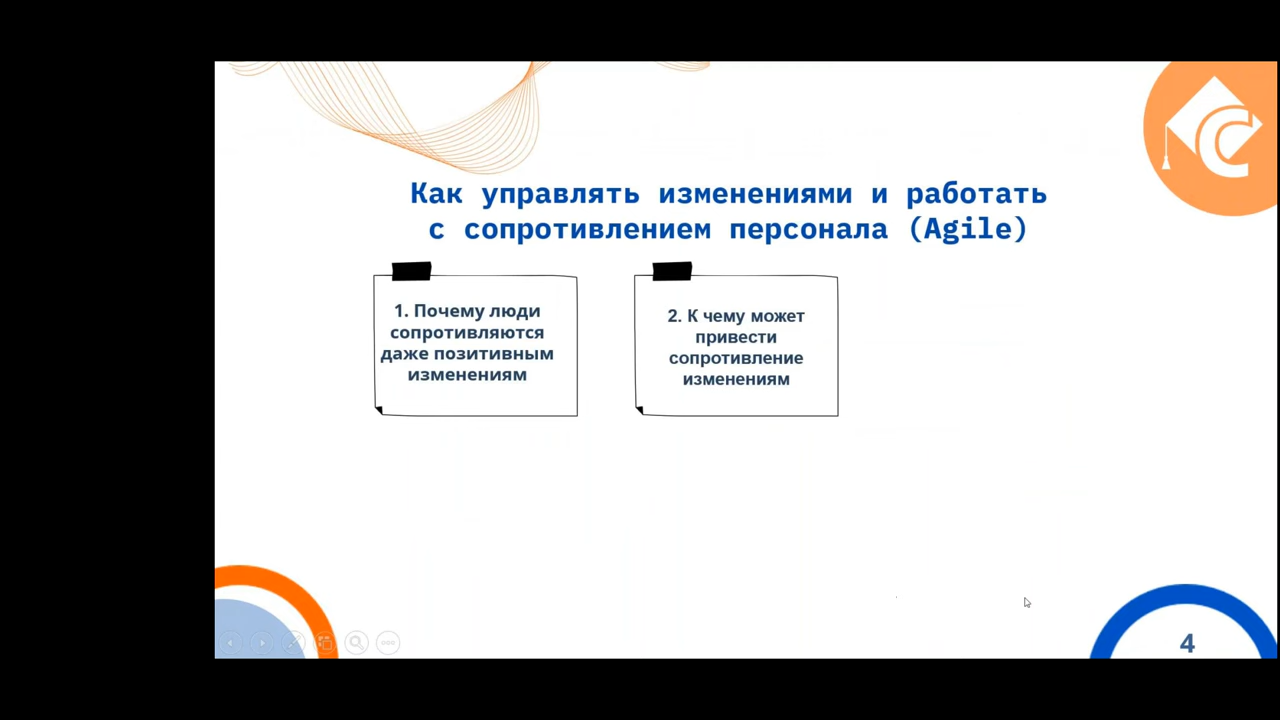 Как управлять изменениями и работать
с сопротивлением персонала (Agile)
1. Почему люди
сопротивляются
даже позитивным
изменениям
2. К чему может
привести
сопротивление
изменениям
4